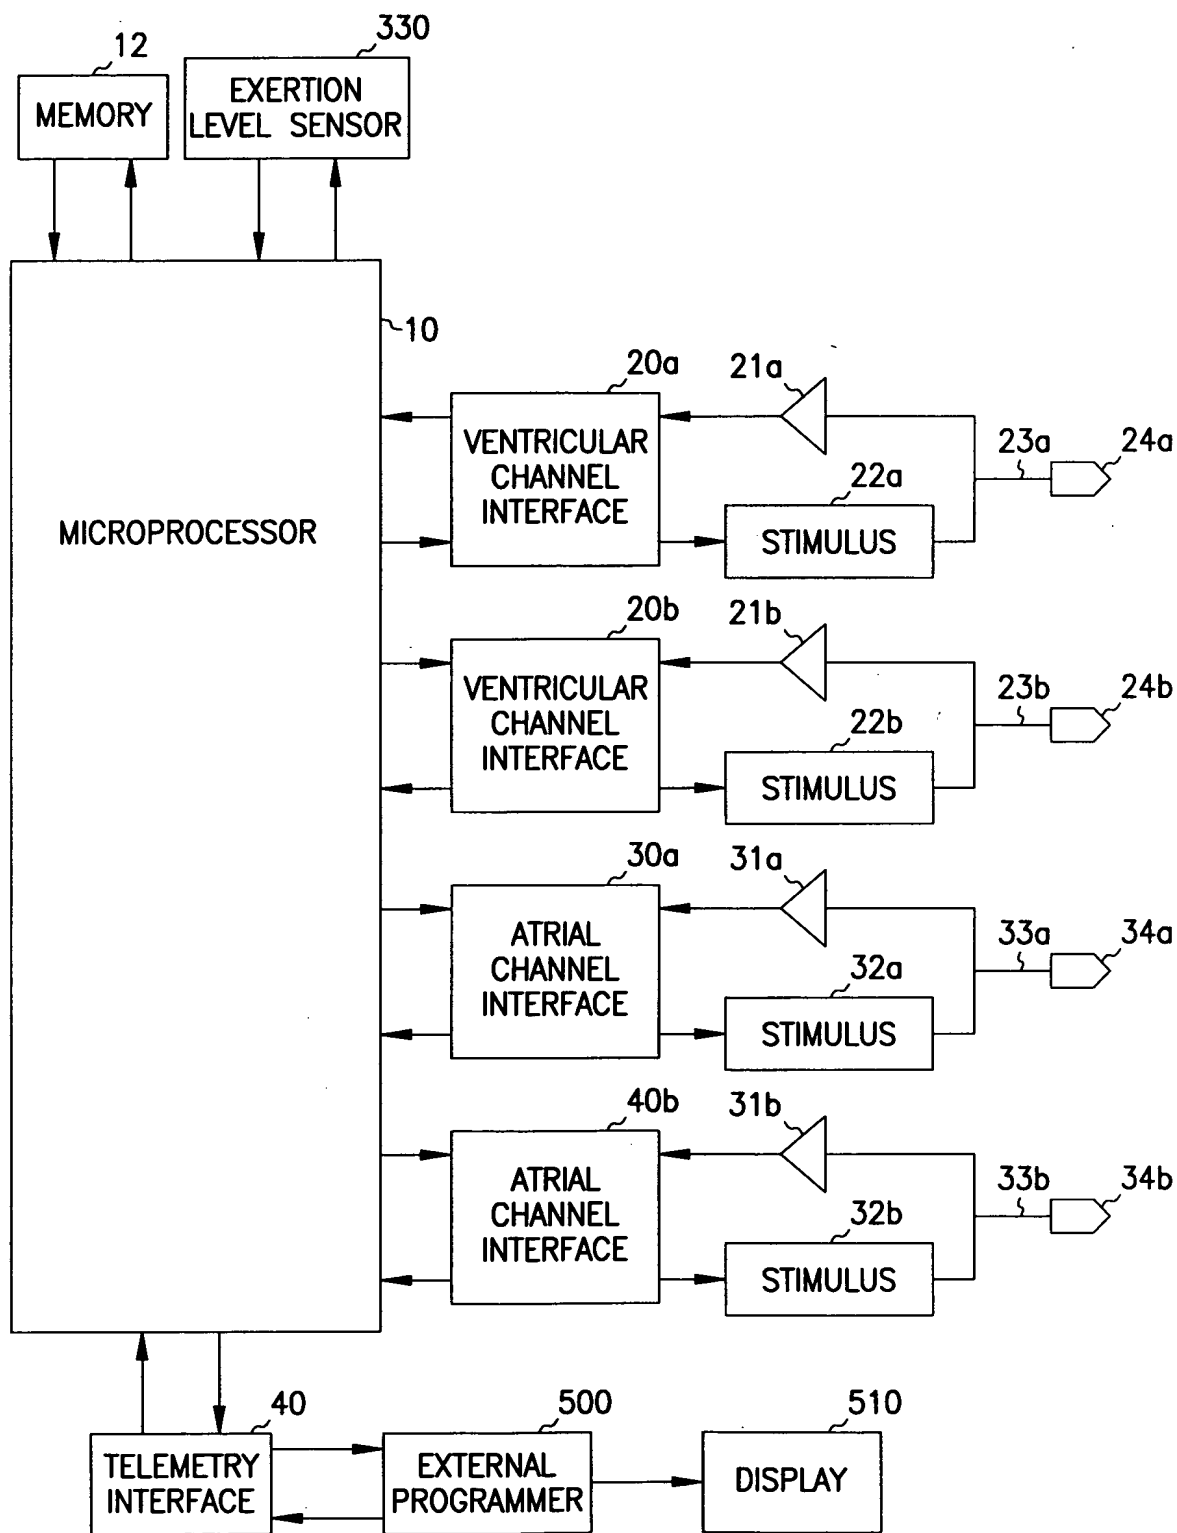 12
MEMORY
330
EXERTION
LEVEL SENSOR
10
MICROPROCESSOR
20a
VENTRICULAR
CHANNEL
INTERFACE
21a
22a
STIMULUS
23a
24a
20b
VENTRICULAR
CHANNEL
INTERFACE
21b
22b
STIMULUS
23b
24b
30a
ATRIAL
CHANNEL
INTERFACE
31a
32a
STIMULUS
33a
34a
40b
ATRIAL
CHANNEL
INTERFACE
31b
32b
STIMULUS
33b
34b
40
TELEMETRY
INTERFACE
500
EXTERNAL
PROGRAMMER
510
DISPLAY